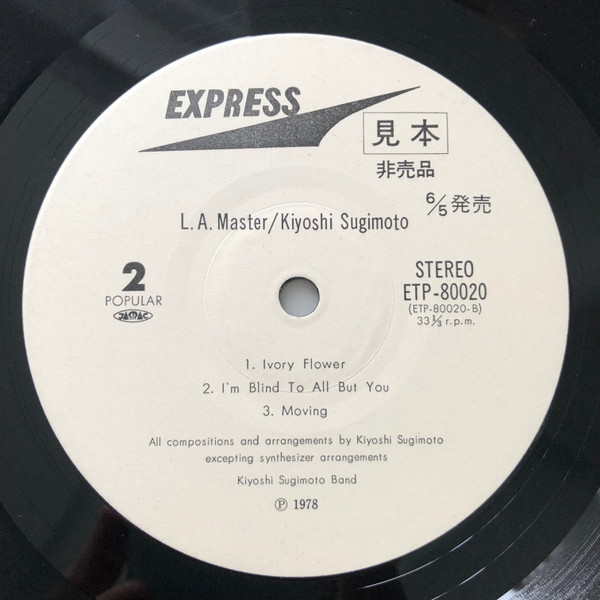 EXPRESS
見本
非売品
6/5発売
L.A.Master/Kiyoshi Sugimoto
2
POPULAR
JASRAC
STEREO
ETP-80020
(ETP-80020-B)
33⅓ r.p.m.
1. Ivory Flower
2. I'm Blind To All But You
3. Moving
All compositions and arrangements by Kiyoshi Sugimoto
excepting synthesizer arrangements
Kiyoshi Sugimoto Band
Ⓟ 1978